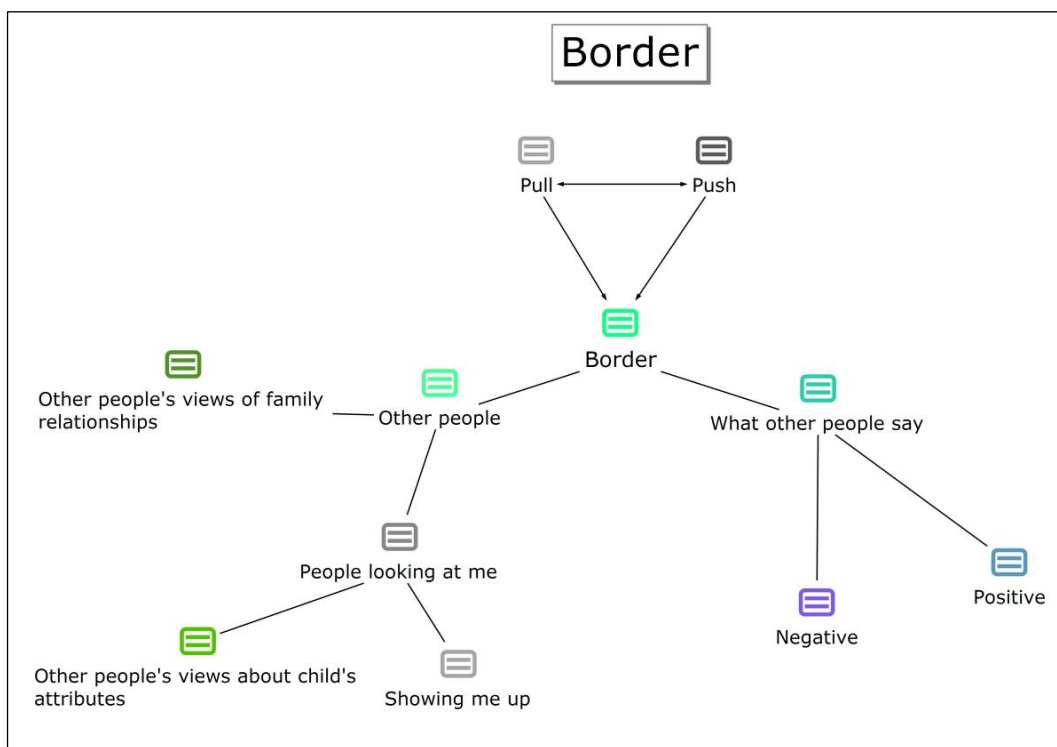 Border
Pull
Push
Border
Other people's views of family
relationships
Other people
What other people say
People looking at me
Positive
Negative
Other people's views about child's
attributes
Showing me up